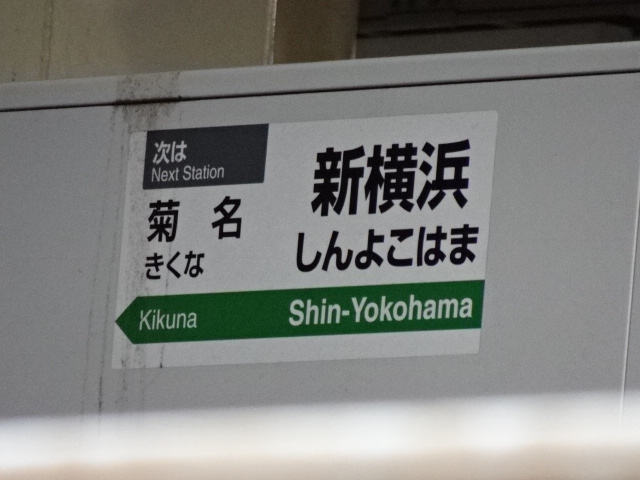 次は
Next Station
菊名
きくな
Kikuna
新横浜
しんよこはま
Shin-Yokohama